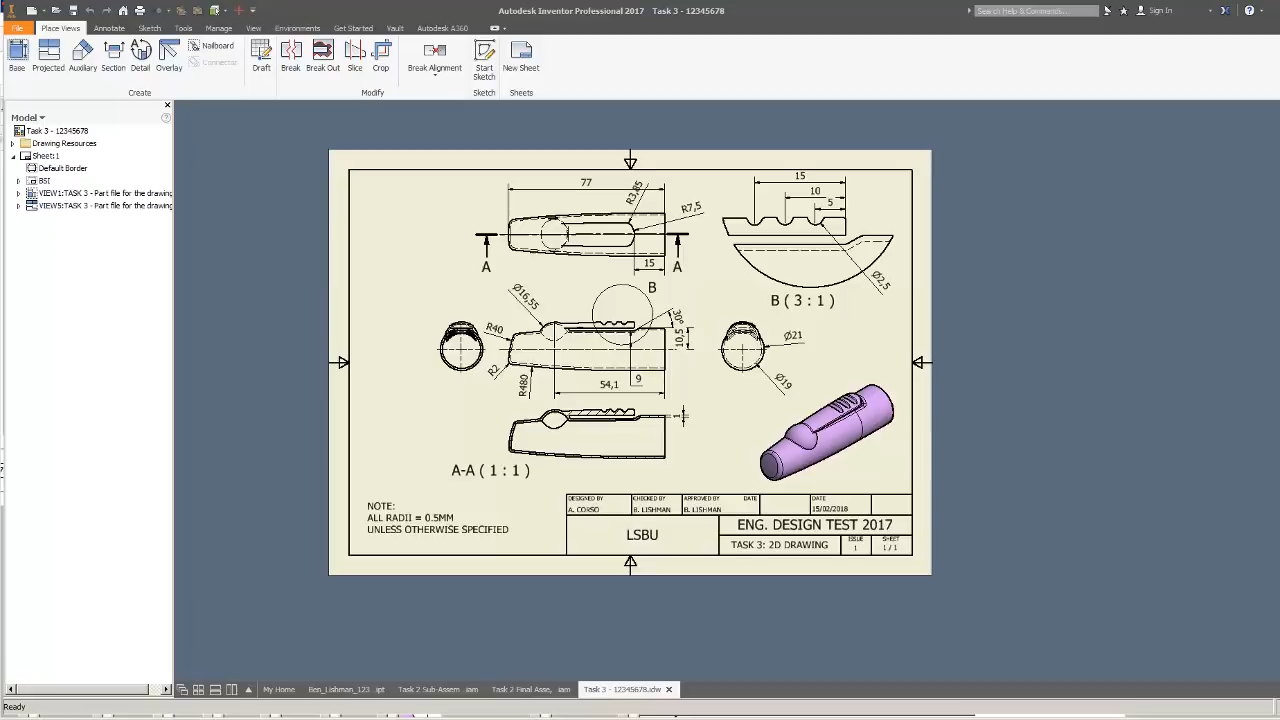 Autodesk Inventor Professional 2017 Task 3 - 12345678
Search Help & Commands...
Sign In
File Place Views Annotate Sketch Tools Manage View Environments Get Started Vault Autodesk A360
Base Projected Auxiliary Section Detail Overlay
Nailboard
Connector
Draft Break Break Out Slice Crop
Break Alignment
Start Sketch
New Sheet
Create Modify Sketch Sheets
Model
Task 3 - 12345678
Drawing Resources
Sheet:1
Default Border
BSI
VIEW1:TASK 3 - Part file for the drawing
VIEW5:TASK 3 - Part file for the drawing
77
R3,85
R7,5
15
A A
15
10
5
Ø2,5
B ( 3 : 1 )
B
Ø16,55
R40
30°
10,5
R2
R480
54,1
9
Ø21
Ø19
1
A-A ( 1 : 1 )
NOTE:
ALL RADII = 0.5MM
UNLESS OTHERWISE SPECIFIED
DESIGNED BY CHECKED BY APPROVED BY DATE DATE
A. CORSO B. LISHMAN B. LISHMAN 15/02/2018
LSBU
ENG. DESIGN TEST 2017
TASK 3: 2D DRAWING
ISSUE
1
SHEET
1 / 1
My Home Ben_Lishman_123 .ipt Task 2 Sub-Assem .iam Task 2 Final Asse, .iam Task 3 - 12345678.idw
Ready